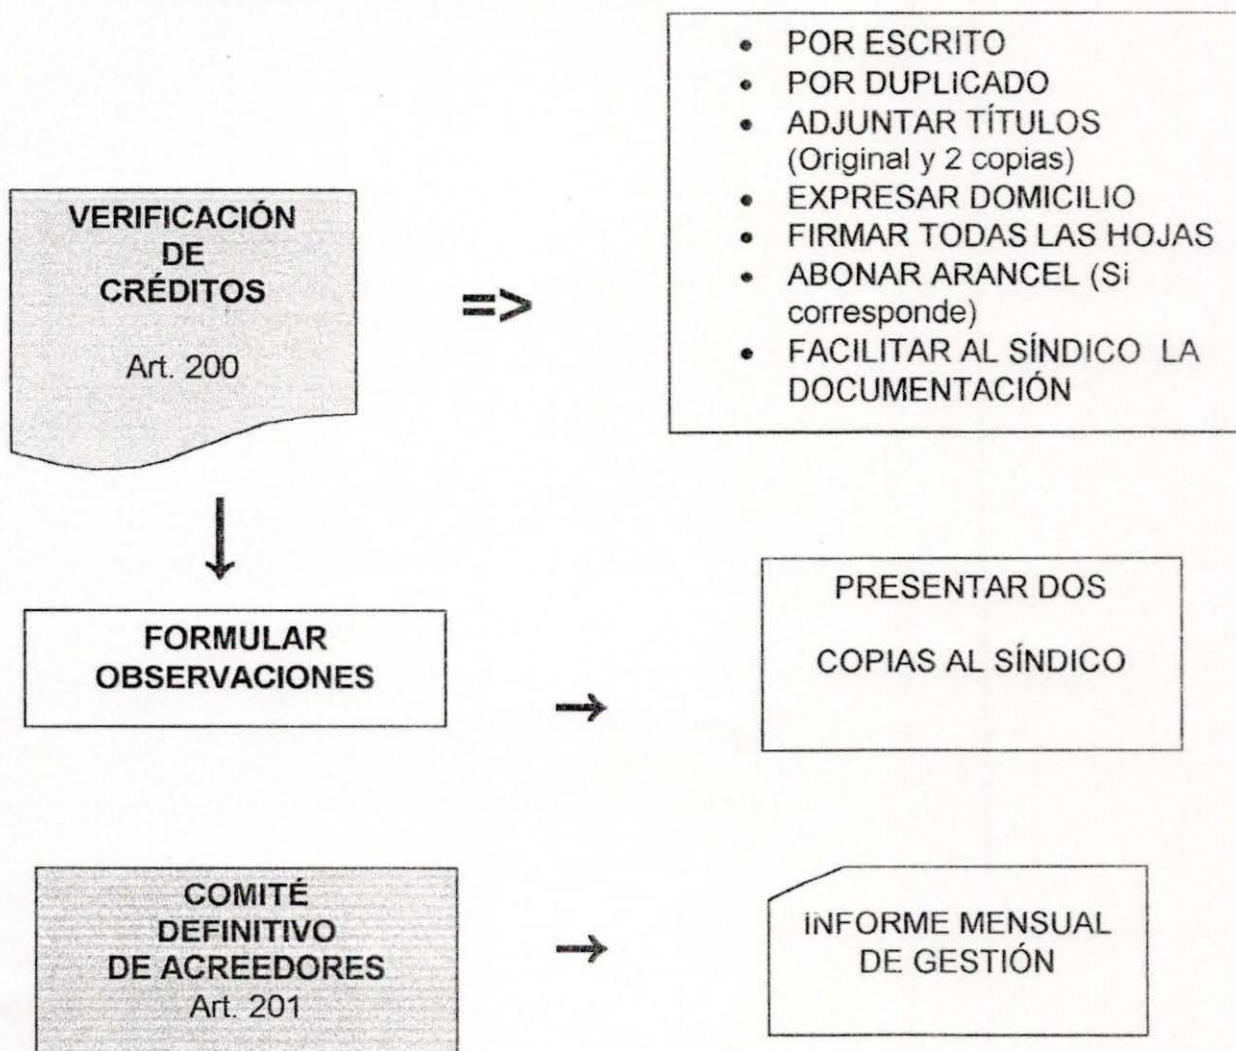 VERIFICACIÓN
DE
CRÉDITOS
Art. 200
=>
• POR ESCRITO
• POR DUPLICADO
• ADJUNTAR TÍTULOS
(Original y 2 copias)
• EXPRESAR DOMICILIO
• FIRMAR TODAS LAS HOJAS
• ABONAR ARANCEL (Si
corresponde)
• FACILITAR AL SÍNDICO LA
DOCUMENTACIÓN
FORMULAR
OBSERVACIONES
PRESENTAR DOS
COPIAS AL SÍNDICO
COMITÉ
DEFINITIVO
DE ACREEDORES
Art. 201
INFORME MENSUAL
DE GESTIÓN